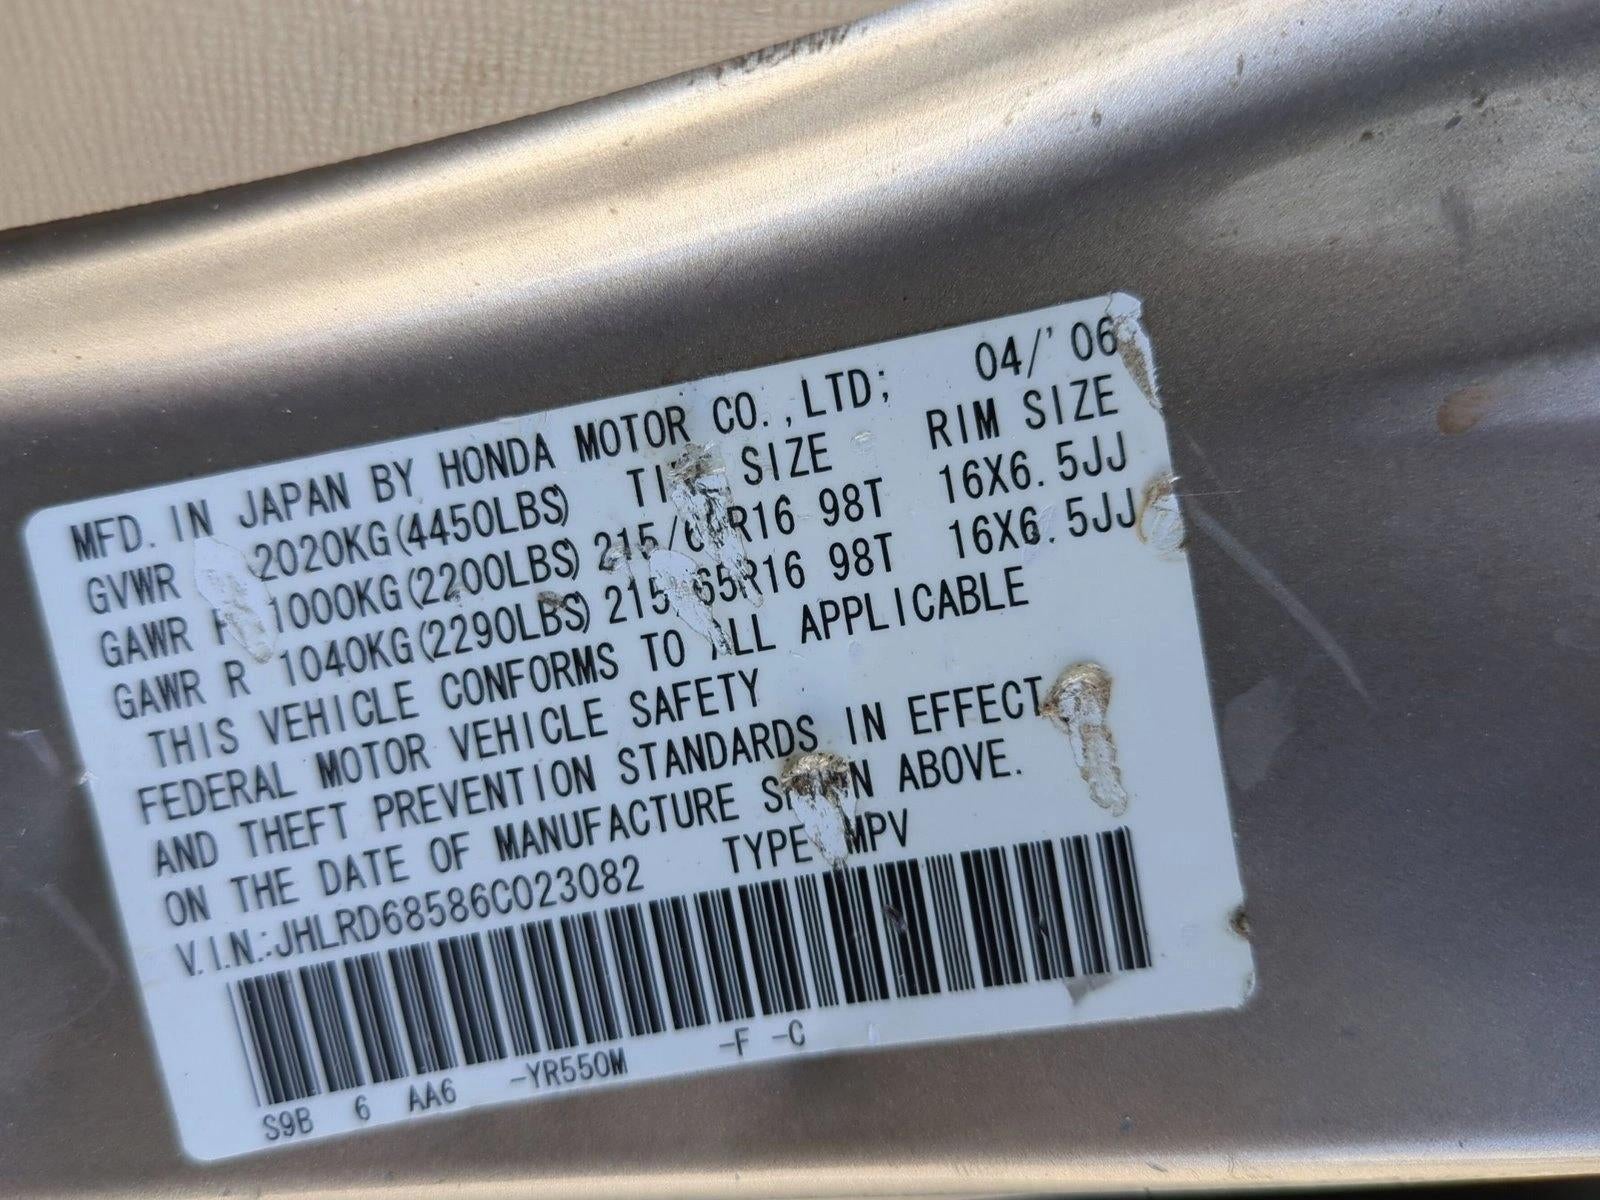 MFD. IN JAPAN BY HONDA MOTOR CO.,LTD; 04/'06
GVWR 2020KG(4450LBS) SIZE RIM SIZE
GAWR 1000KG(2200LBS) R16 98T 16X6.5JJ
GAWR R 1040KG(2290LBS) 215/65R16 98T 16X6.5JJ
THIS VEHICLE CONFORMS TO ALL APPLICABLE
FEDERAL MOTOR VEHICLE SAFETY
AND THEFT PREVENTION STANDARDS IN EFFECT
ON THE DATE OF MANUFACTURE SHOWN ABOVE.
V.I.N.:JHLRD68586C023082 TYPE MPV
S9B 6 AA6 -YR550M -F -C